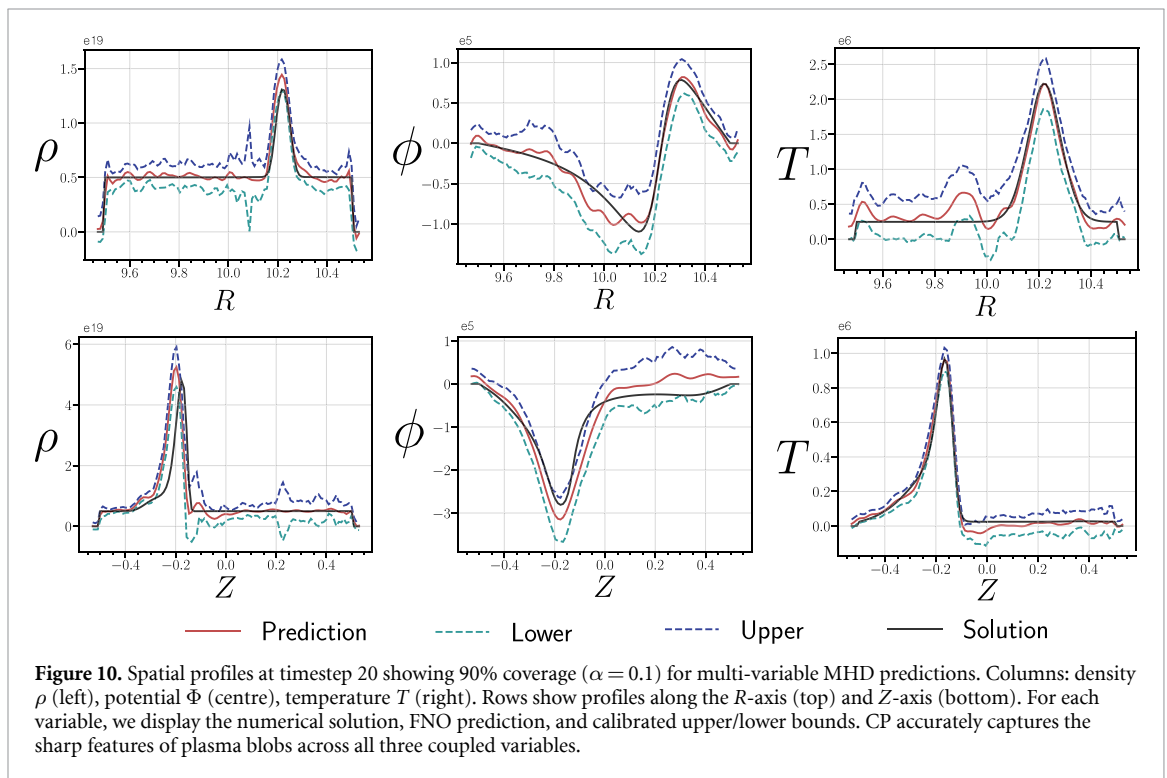 e19
1.5
1.0
0.5
0.0
ρ
9.6 9.8 10.0 10.2 10.4
R
e5
1.0
0.5
0.0
−0.5
−1.0
ϕ
9.6 9.8 10.0 10.2 10.4
R
e6
2.5
2.0
1.5
1.0
0.5
0.0
T
9.6 9.8 10.0 10.2 10.4
R
e19
6
4
2
0
ρ
−0.4 −0.2 0.0 0.2 0.4
Z
e5
1
0
−1
−2
−3
ϕ
−0.4 −0.2 0.0 0.2 0.4
Z
e6
1.0
0.8
0.6
0.4
0.2
0.0
T
−0.4 −0.2 0.0 0.2 0.4
Z
Prediction Lower Upper Solution
Figure 10. Spatial profiles at timestep 20 showing 90% coverage (α = 0.1) for multi-variable MHD predictions. Columns: density
ρ (left), potential Φ (centre), temperature T (right). Rows show profiles along the R-axis (top) and Z-axis (bottom). For each
variable, we display the numerical solution, FNO prediction, and calibrated upper/lower bounds. CP accurately captures the
sharp features of plasma blobs across all three coupled variables.